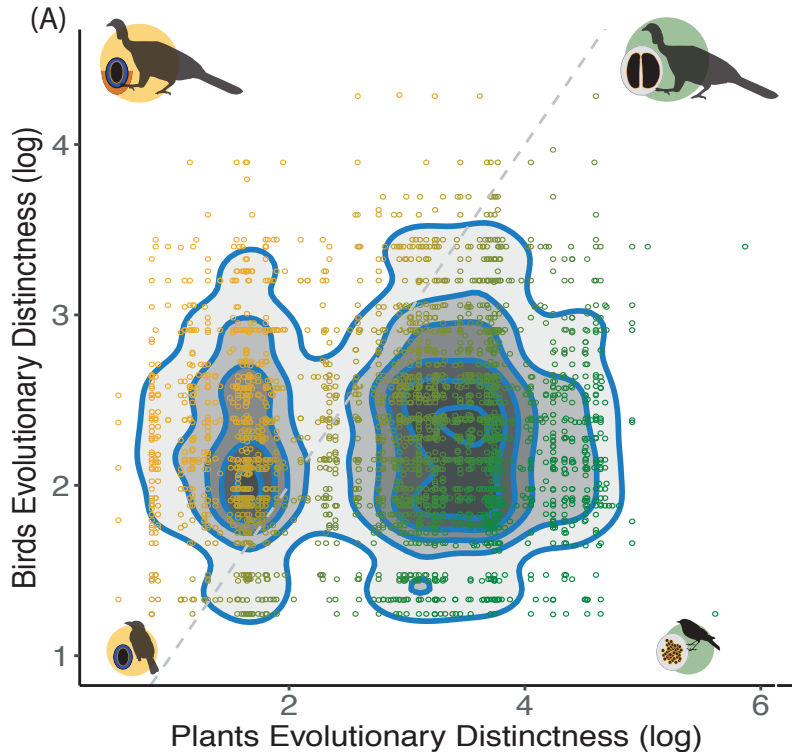 (A)
Birds Evolutionary Distinctness (log)
4
3
2
1
2
4
6
Plants Evolutionary Distinctness (log)